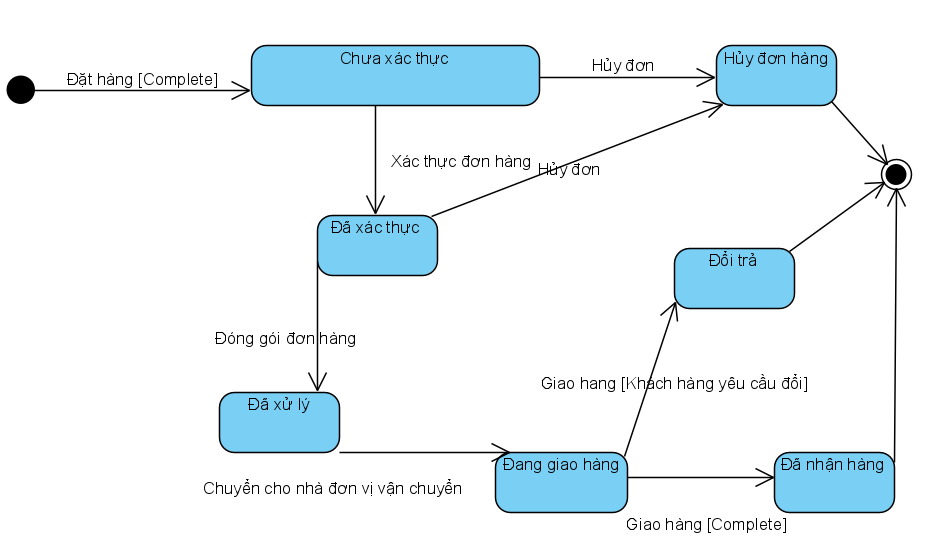 Chưa xác thực
Hủy đơn hàng
Hủy đơn
Đặt hàng [Complete]
Xác thực đơn hàng
Hủy đơn
Đã xác thực
Đổi trả
Đóng gói đơn hàng
Giao hang [Khách hàng yêu cầu đổi]
Đã xử lý
Đang giao hàng
Đã nhận hàng
Chuyển cho nhà đơn vị vận chuyển
Giao hàng [Complete]